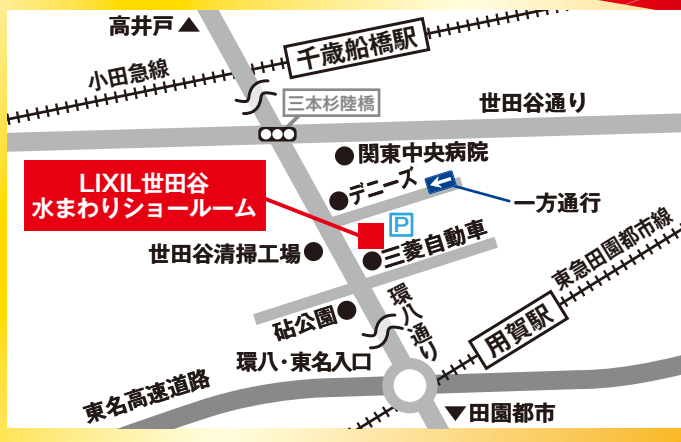 高井戸▲
千歳船橋駅
小田急線
三本杉陸橋
世田谷通り
関東中央病院
デニーズ
LIXIL世田谷
水まわりショールーム
一方通行
P
世田谷清掃工場
三菱自動車
東急田園都市線
環八通り
砧公園
用賀駅
環八・東名入口
東名高速道路
▼田園都市